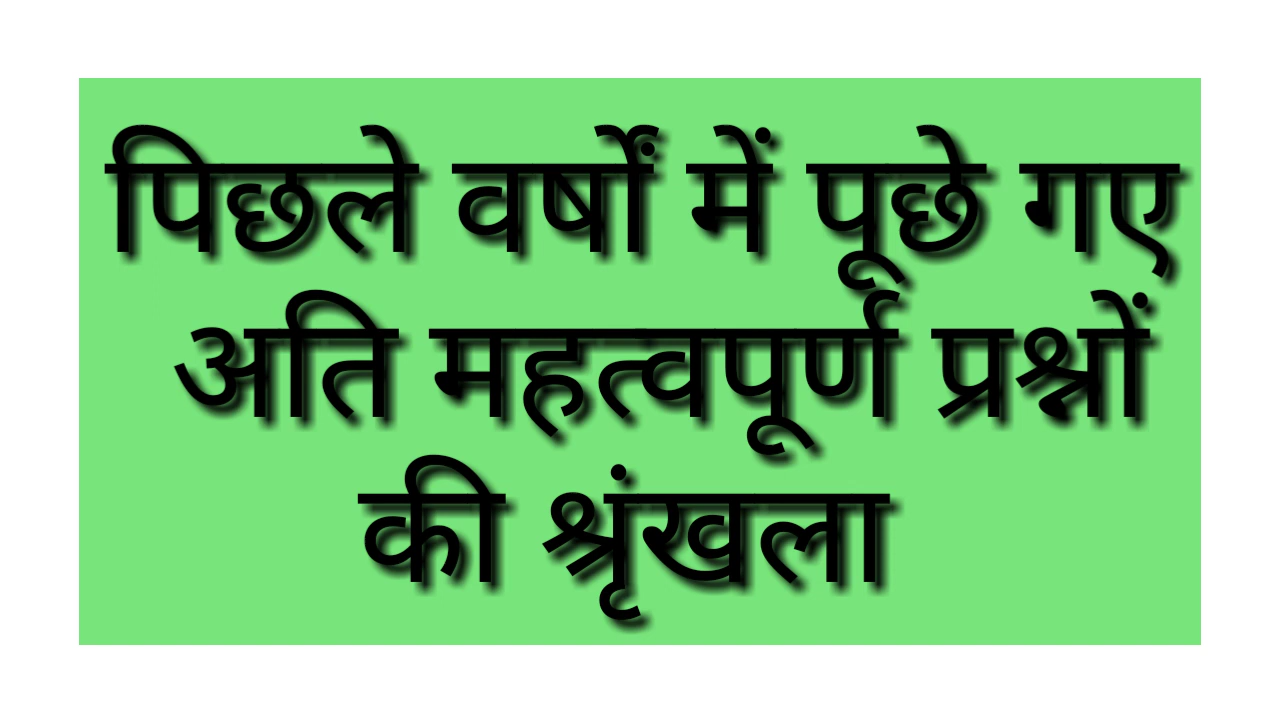 पिछले वर्षों में पूछे गए
अति महत्वपूर्ण प्रश्नों
की श्रृंखला